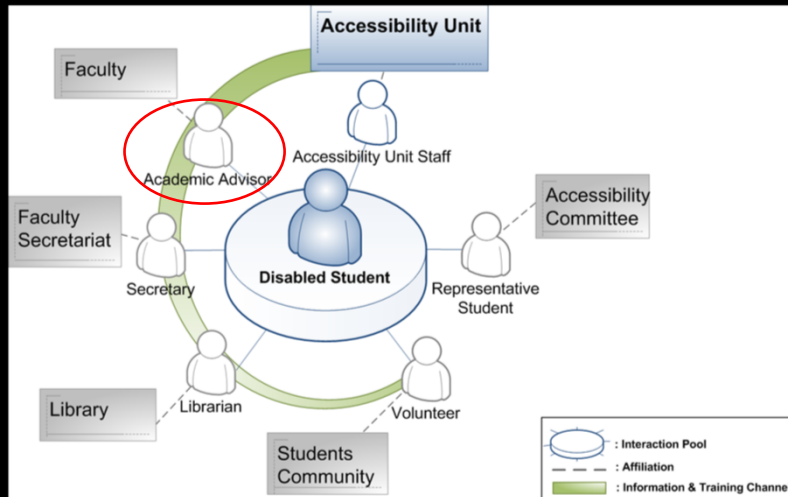 Accessibility Unit
Faculty
Accessibility Unit Staff
Academic Advisor
Accessibility
Committee
Faculty
Secretariat
Disabled Student
Secretary
Representative
Student
Library
Librarian
Volunteer
Students
Community
: Interaction Pool
: Affiliation
: Information & Training Channel